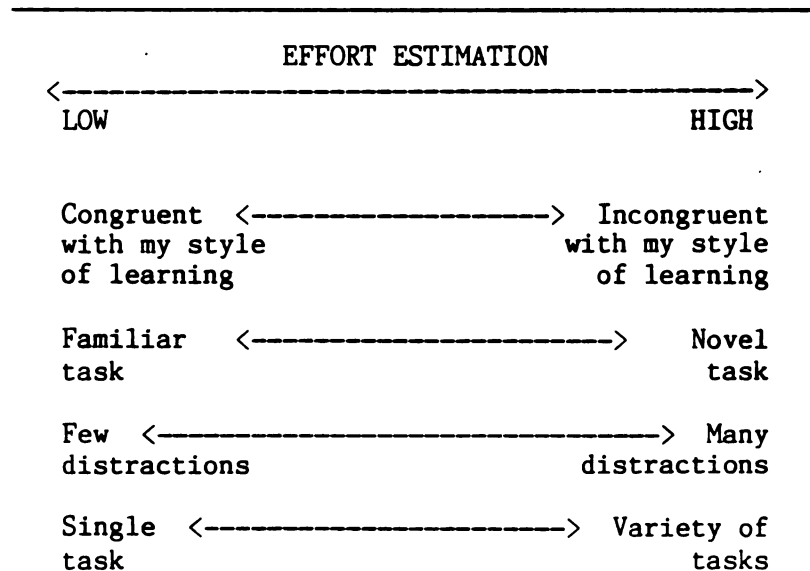 EFFORT ESTIMATION
<---------------------------------------------->
LOW HIGH
Congruent <--------------------> Incongruent
with my style with my style
of learning of learning
Familiar <------------------------> Novel
task task
Few <---------------------------------> Many
distractions distractions
Single <------------------------> Variety of
task tasks